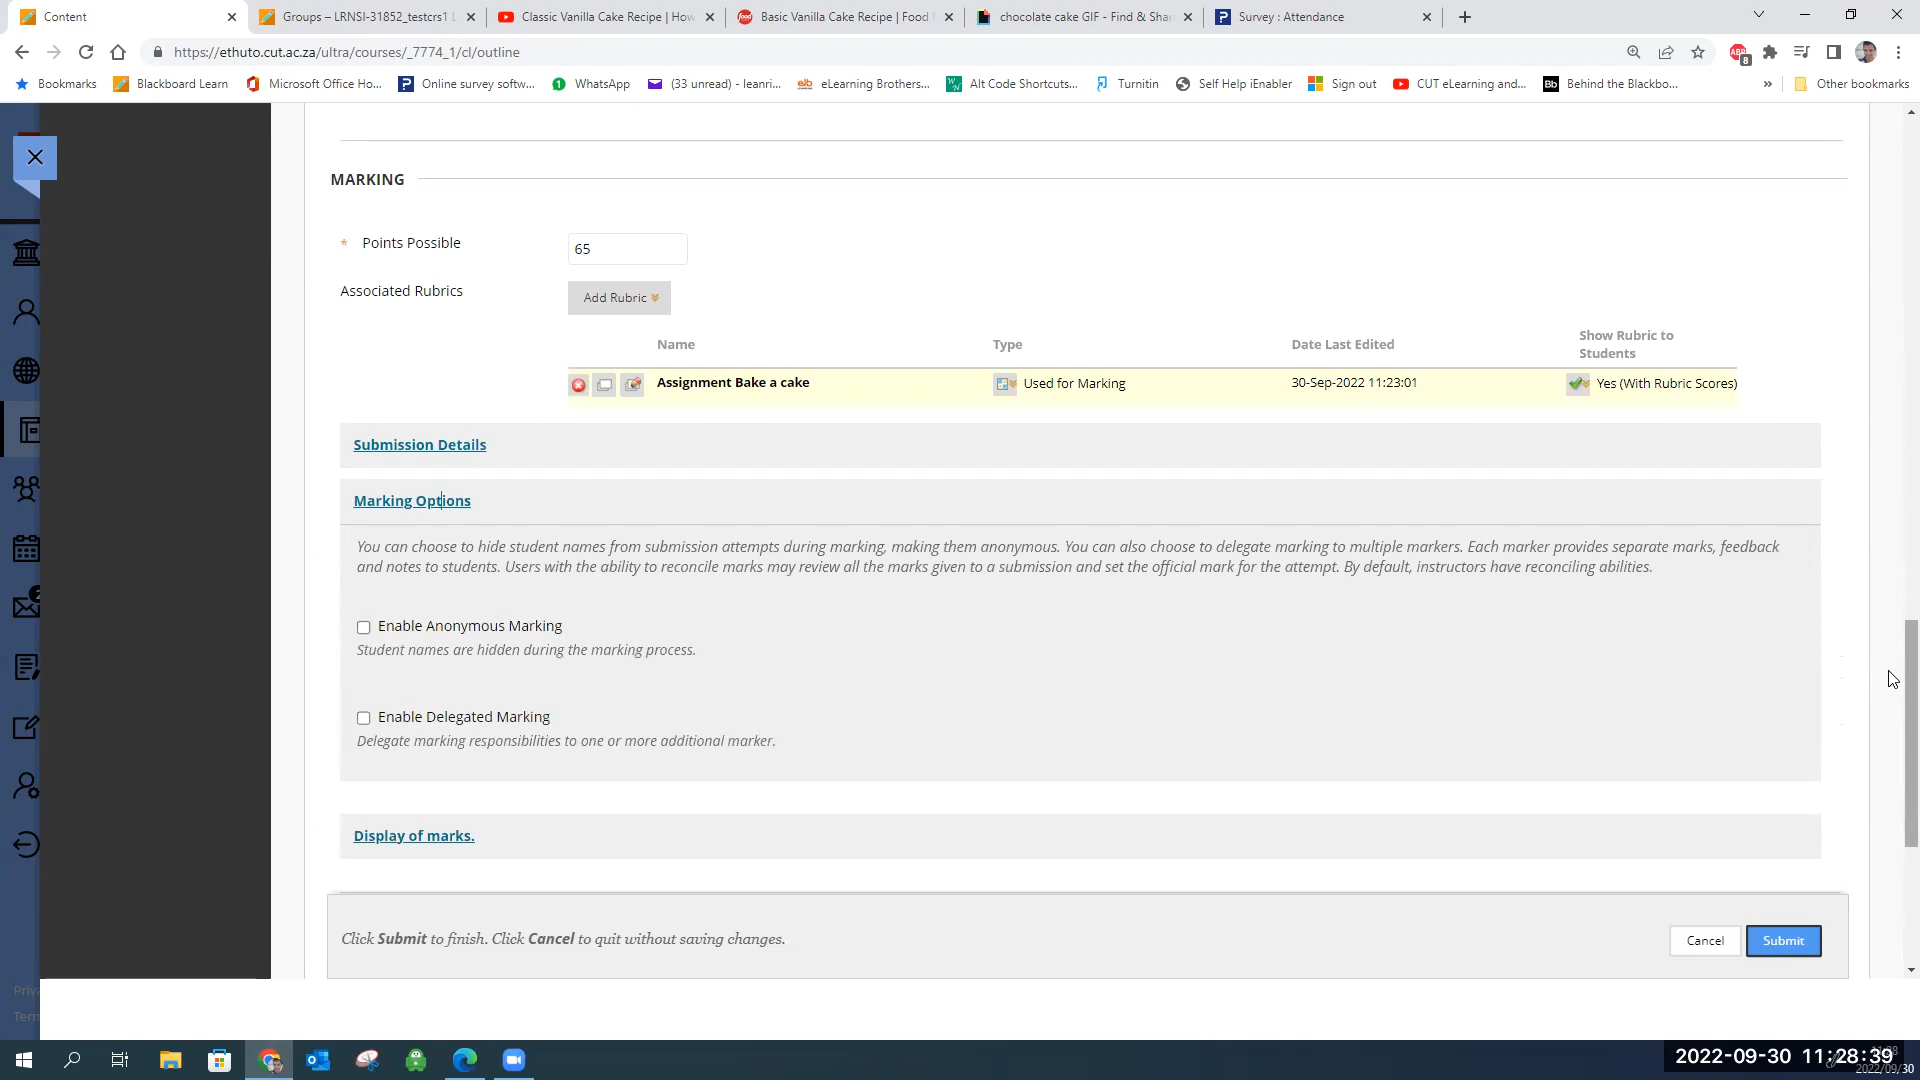 Content
Groups – LRNSI-31852_testcrs1 L
Classic Vanilla Cake Recipe | How
Basic Vanilla Cake Recipe | Food
chocolate cake GIF - Find & Shar
Survey : Attendance
https://ethuto.cut.ac.za/ultra/courses/_7774_1/cl/outline
8
Bookmarks
Blackboard Learn
Microsoft Office Ho...
Online survey softw...
WhatsApp
(33 unread) - leanri...
eLearning Brothers...
Alt Code Shortcuts...
Turnitin
Self Help iEnabler
Sign out
CUT eLearning and...
Behind the Blackbo...
»
Other bookmarks
MARKING
* Points Possible
65
Associated Rubrics
Add Rubric
Name
Type
Date Last Edited
Show Rubric to
Students
Assignment Bake a cake
Used for Marking
30-Sep-2022 11:23:01
Yes (With Rubric Scores)
Submission Details
Marking Options
You can choose to hide student names from submission attempts during marking, making them anonymous. You can also choose to delegate marking to multiple markers. Each marker provides separate marks, feedback
and notes to students. Users with the ability to reconcile marks may review all the marks given to a submission and set the official mark for the attempt. By default, instructors have reconciling abilities.
Enable Anonymous Marking
Student names are hidden during the marking process.
Enable Delegated Marking
Delegate marking responsibilities to one or more additional marker.
Display of marks.
Click Submit to finish. Click Cancel to quit without saving changes.
Cancel
Submit
Priva
Term
2022-09-30 11:28:39
2022/09/30